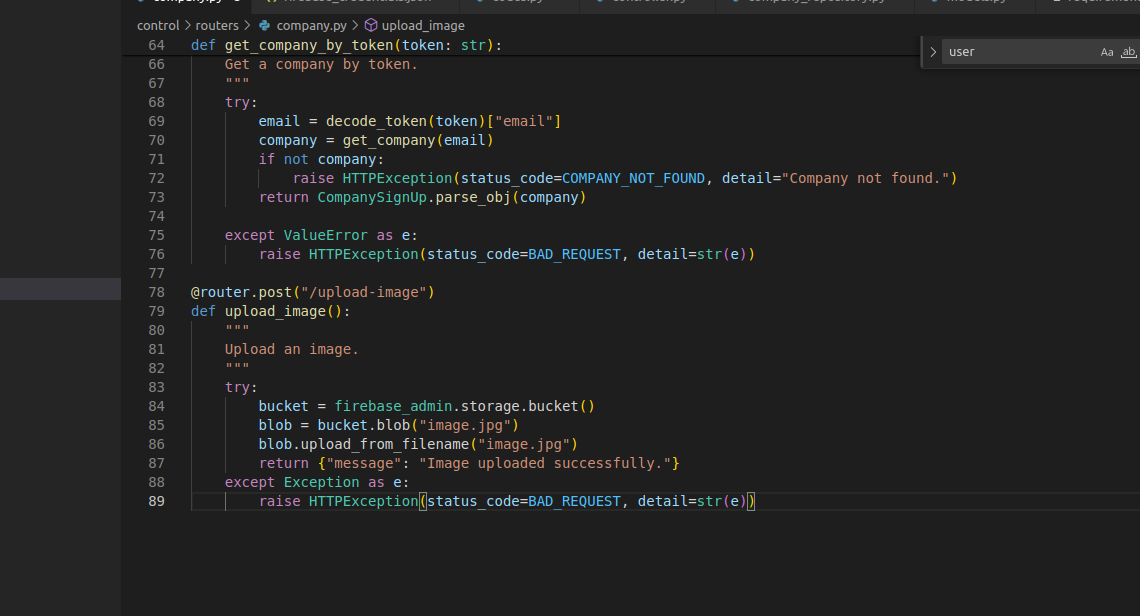 control > routers > company.py > upload_image
user
Aa
ab
64 def get_company_by_token(token: str):
66 Get a company by token.
67 """
68 try:
69 email = decode_token(token)["email"]
70 company = get_company(email)
71 if not company:
72 raise HTTPException(status_code=COMPANY_NOT_FOUND, detail="Company not found.")
73 return CompanySignUp.parse_obj(company)
74
75 except ValueError as e:
76 raise HTTPException(status_code=BAD_REQUEST, detail=str(e))
77
78 @router.post("/upload-image")
79 def upload_image():
80 """
81 Upload an image.
82 """
83 try:
84 bucket = firebase_admin.storage.bucket()
85 blob = bucket.blob("image.jpg")
86 blob.upload_from_filename("image.jpg")
87 return {"message": "Image uploaded successfully."}
88 except Exception as e:
89 raise HTTPException(status_code=BAD_REQUEST, detail=str(e))